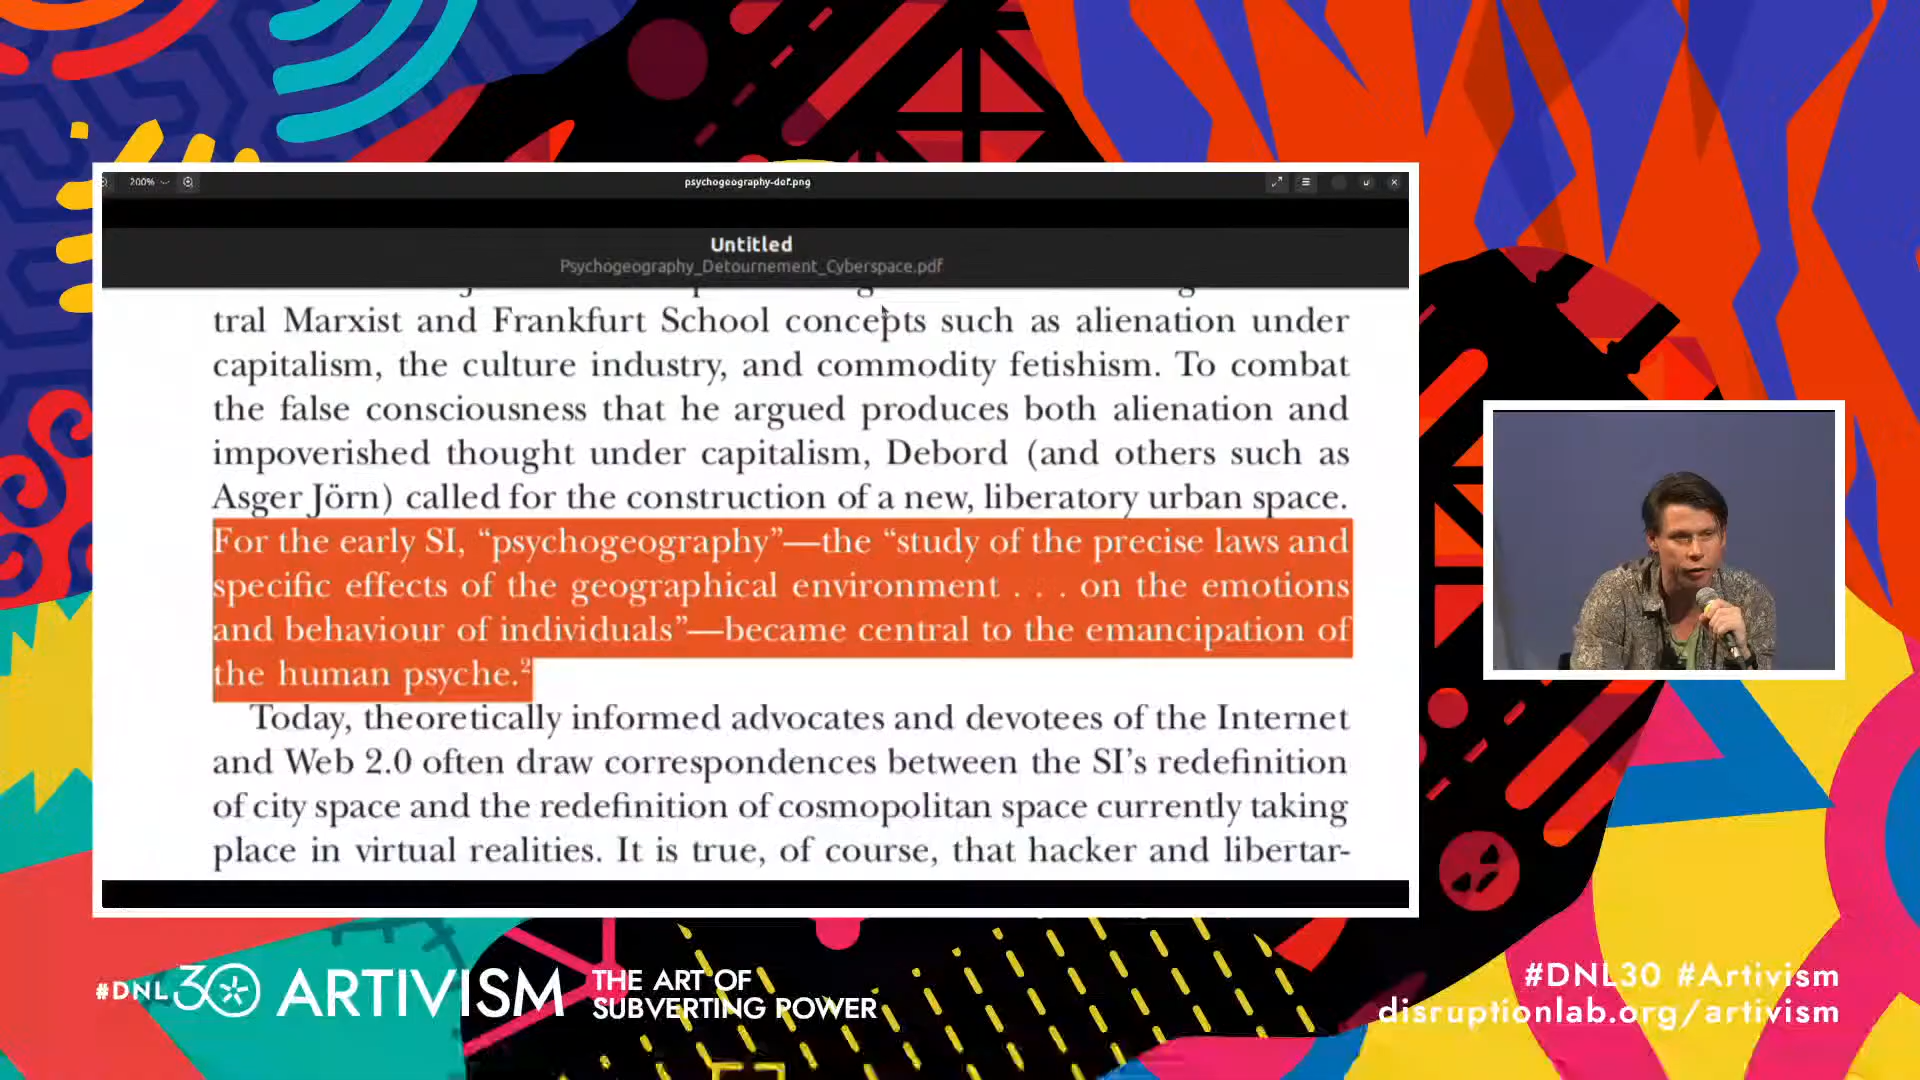 200%
psychogeography-def.png
Untitled
Psychogeography_Detournement_Cyberspace.pdf
tral Marxist and Frankfurt School concepts such as alienation under
capitalism, the culture industry, and commodity fetishism. To combat
the false consciousness that he argued produces both alienation and
impoverished thought under capitalism, Debord (and others such as
Asger Jörn) called for the construction of a new, liberatory urban space.
For the early SI, “psychogeography”—the “study of the precise laws and
specific effects of the geographical environment . . . on the emotions
and behaviour of individuals”—became central to the emancipation of
the human psyche.²
Today, theoretically informed advocates and devotees of the Internet
and Web 2.0 often draw correspondences between the SI’s redefinition
of city space and the redefinition of cosmopolitan space currently taking
place in virtual realities. It is true, of course, that hacker and libertar-
#DNL30 ARTIVISM
THE ART OF
SUBVERTING POWER
#DNL30 #Artivism
disruptionlab.org/artivism